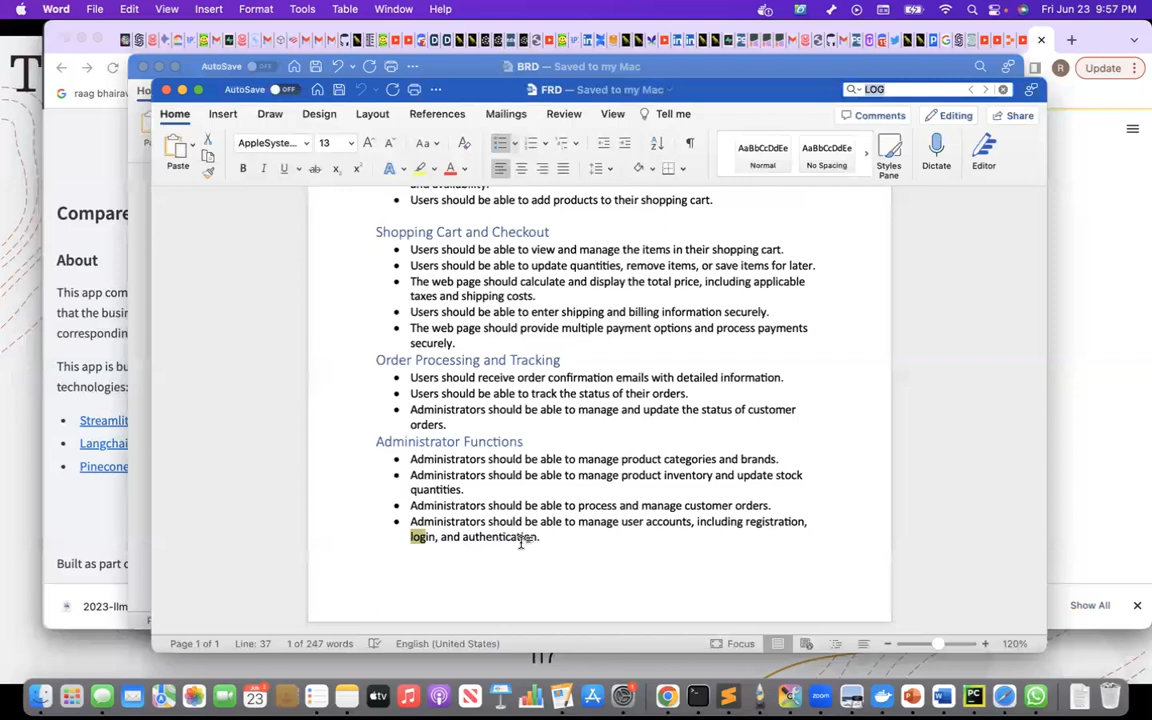 Word File Edit View Insert Format Tools Table Window Help Fri Jun 23 9:57 PM
AutoSave OFF BRD — Saved to my Mac
raag bhairav
Update
AutoSave OFF FRD — Saved to my Mac LOG
Home Insert Draw Design Layout References Mailings Review View Tell me Comments Editing Share
Paste
AppleSyste... 13
AaBbCcDdEe
Normal
AaBbCcDdEe
No Spacing
Styles
Pane
Dictate
Editor
and availability.
Users should be able to add products to their shopping cart.
Shopping Cart and Checkout
Users should be able to view and manage the items in their shopping cart.
Users should be able to update quantities, remove items, or save items for later.
The web page should calculate and display the total price, including applicable
taxes and shipping costs.
Users should be able to enter shipping and billing information securely.
The web page should provide multiple payment options and process payments
securely.
Order Processing and Tracking
Users should receive order confirmation emails with detailed information.
Users should be able to track the status of their orders.
Administrators should be able to manage and update the status of customer
orders.
Administrator Functions
Administrators should be able to manage product categories and brands.
Administrators should be able to manage product inventory and update stock
quantities.
Administrators should be able to process and manage customer orders.
Administrators should be able to manage user accounts, including registration,
login, and authentication.
Compare
About
This app com
that the busin
correspondin
This app is bu
technologies:
Streamlit
Langchai
Pinecone
Built as part o
2023-llm
Show All
Page 1 of 1 Line: 37 1 of 247 words English (United States) Focus 120%
117